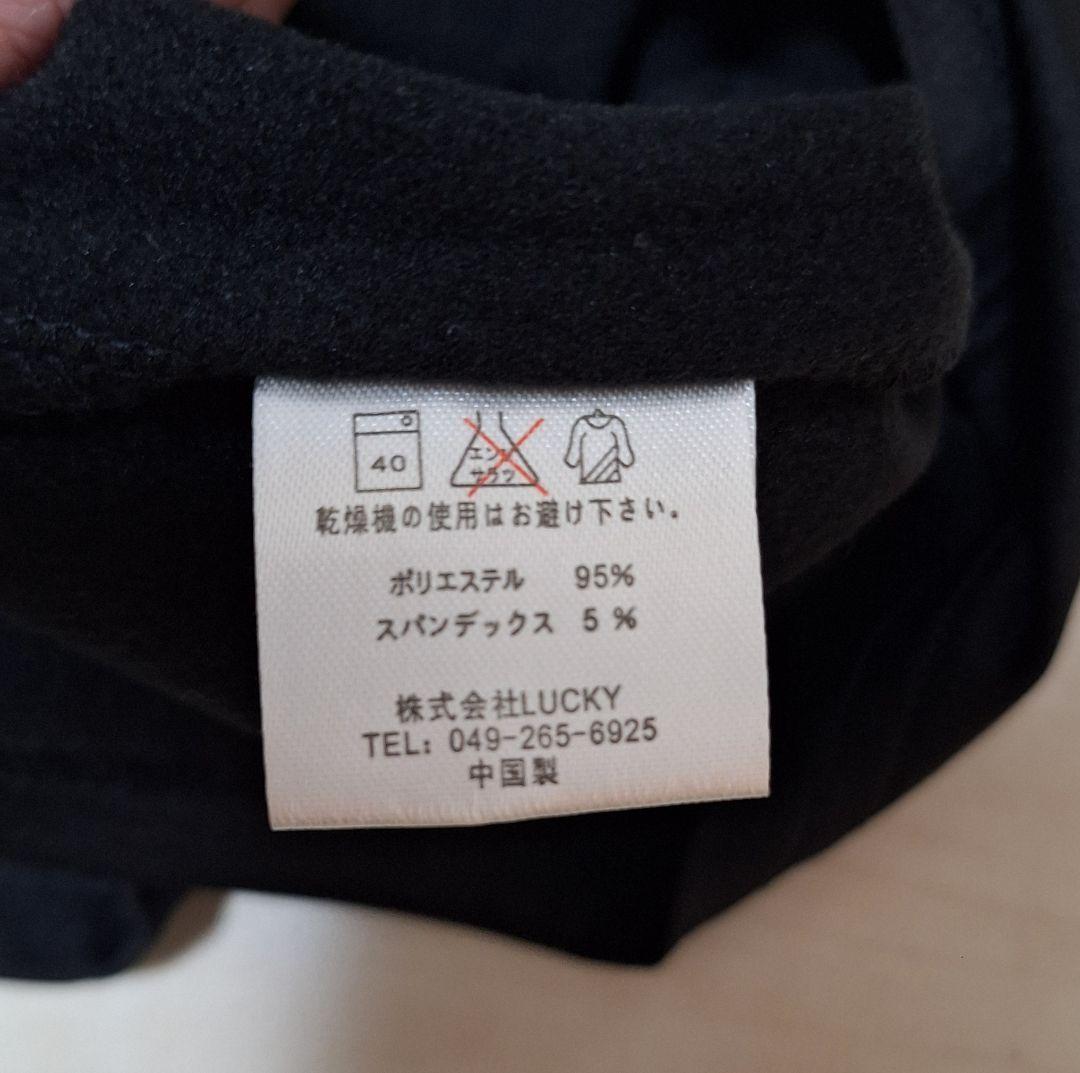 40
エンソ
サラシ
乾燥機の使用はお避け下さい。
ポリエステル 95%
スパンデックス 5 %
株式会社LUCKY
TEL: 049-265-6925
中国製